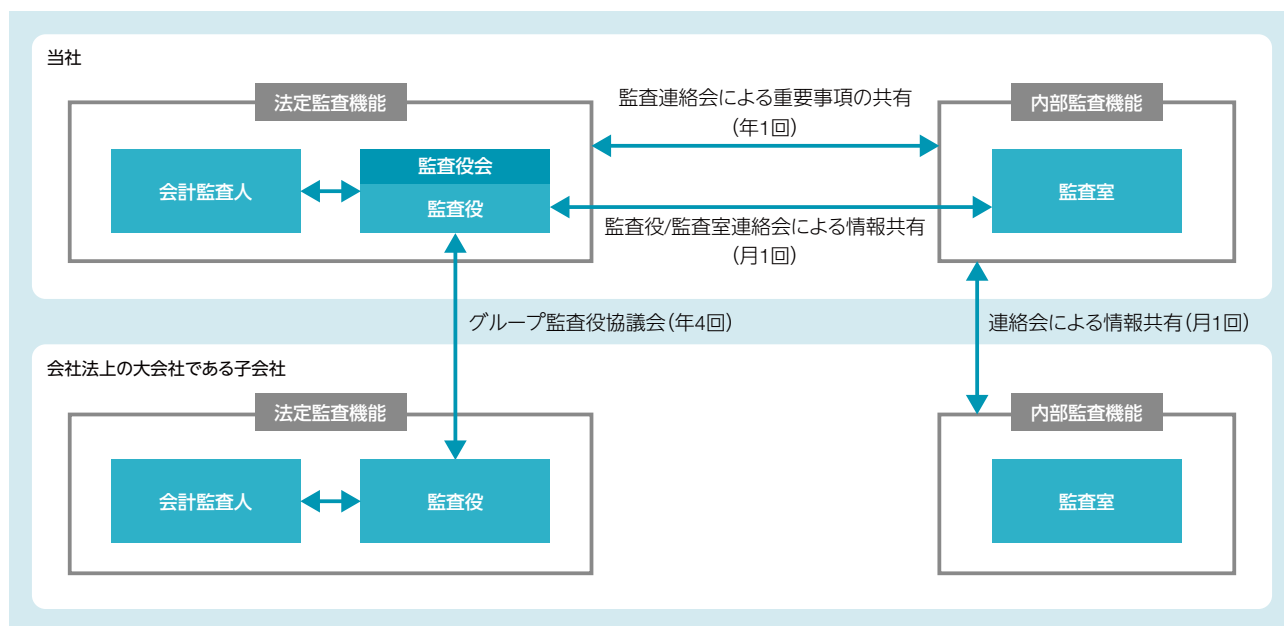 当社
法定監査機能
会計監査人
監査役会
監査役
監査連絡会による重要事項の共有
（年1回）
監査役/監査室連絡会による情報共有
（月1回）
内部監査機能
監査室
グループ監査役協議会（年4回）
連絡会による情報共有（月1回）
会社法上の大会社である子会社
法定監査機能
会計監査人
監査役
内部監査機能
監査室